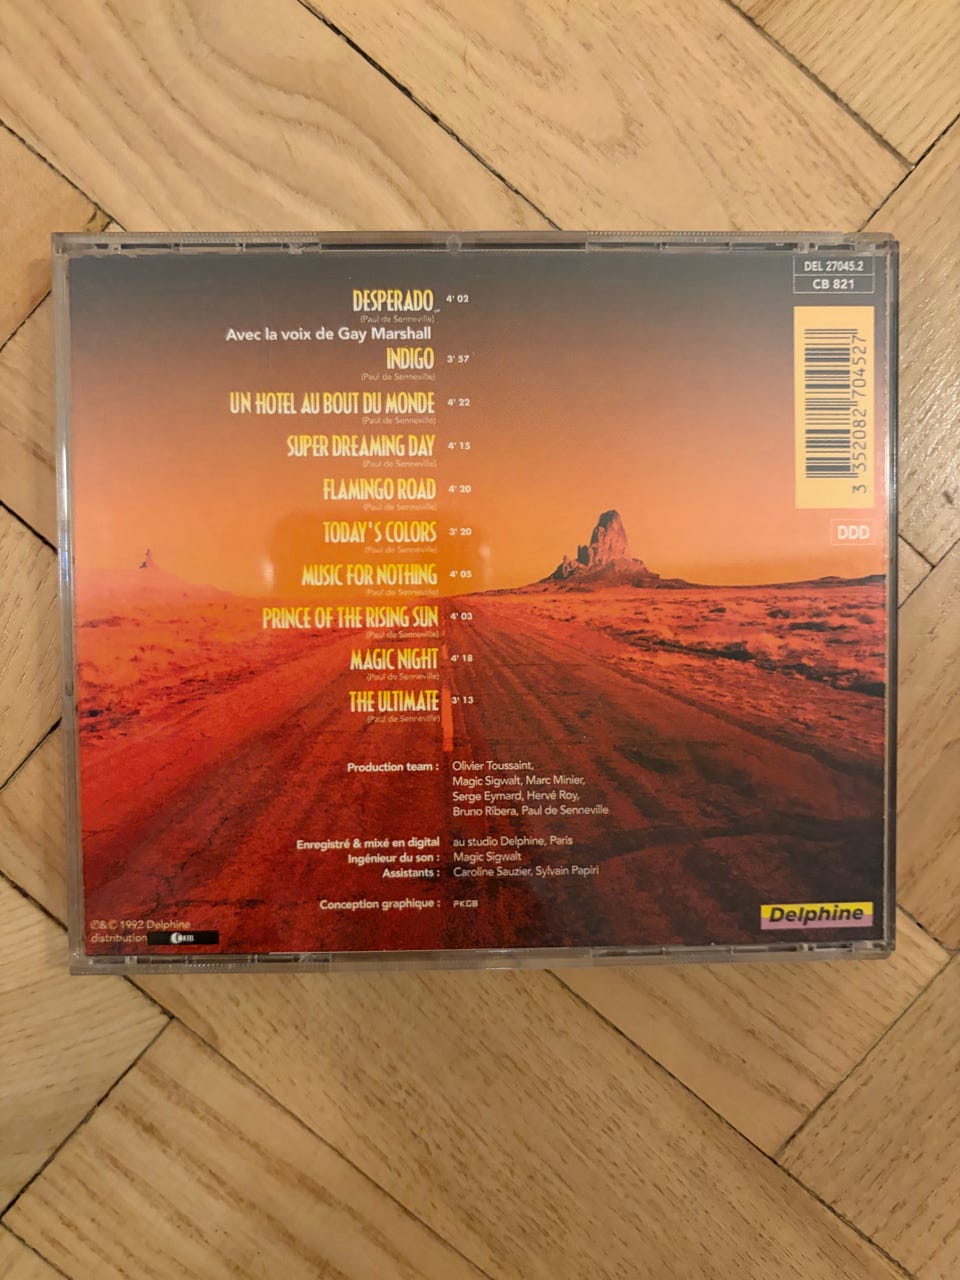 DEL 27045.2
CB 821
DESPERADO 4' 02
(Paul de Senneville)
Avec la voix de Gay Marshall
INDIGO 3' 57
(Paul de Senneville)
UN HOTEL AU BOUT DU MONDE 4' 22
(Paul de Senneville)
SUPER DREAMING DAY 4' 15
(Paul de Senneville)
FLAMINGO ROAD 4' 20
(Paul de Senneville)
TODAY'S COLORS 3' 20
(Paul de Senneville)
MUSIC FOR NOTHING 4' 05
(Paul de Senneville)
PRINCE OF THE RISING SUN 4' 03
(Paul de Senneville)
MAGIC NIGHT 4' 18
(Paul de Senneville)
THE ULTIMATE 3' 13
(Paul de Senneville)
3 352082 704527
DDD
Production team : Olivier Toussaint,
Magic Sigwalt, Marc Minier,
Serge Eymard, Hervé Roy,
Bruno Ribera, Paul de Senneville
Enregistré & mixé en digital au studio Delphine, Paris
Ingénieur du son : Magic Sigwalt
Assistants : Caroline Sauzier, Sylvain Papiri
Conception graphique : PKGB
℗&© 1992 Delphine
distribution
Delphine